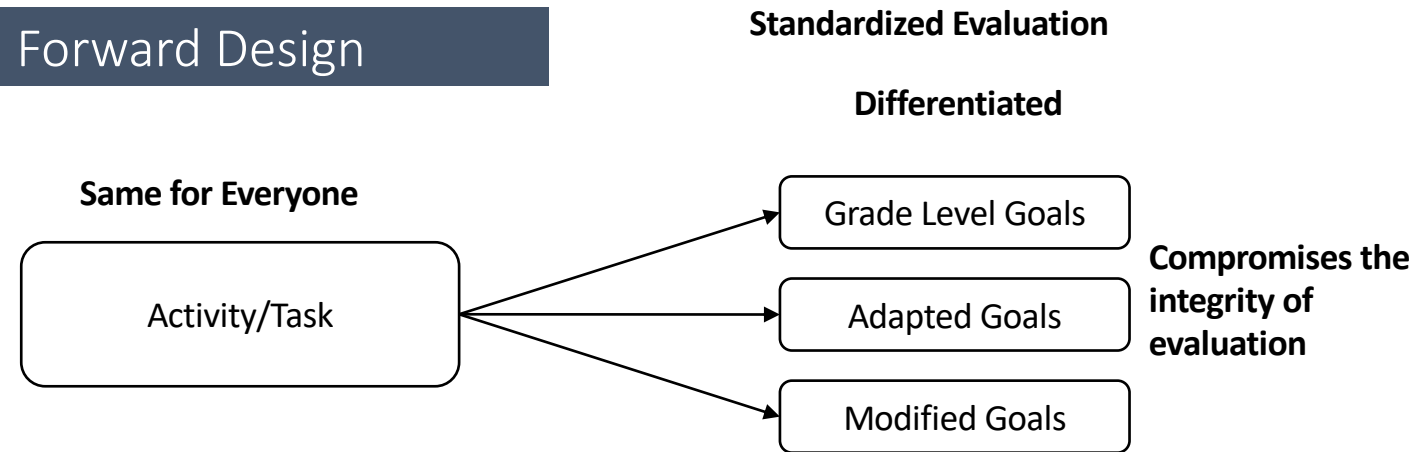 Forward Design
Standardized Evaluation
Differentiated
Same for Everyone
Activity/Task
Grade Level Goals
Adapted Goals
Modified Goals
Compromises the
integrity of
evaluation